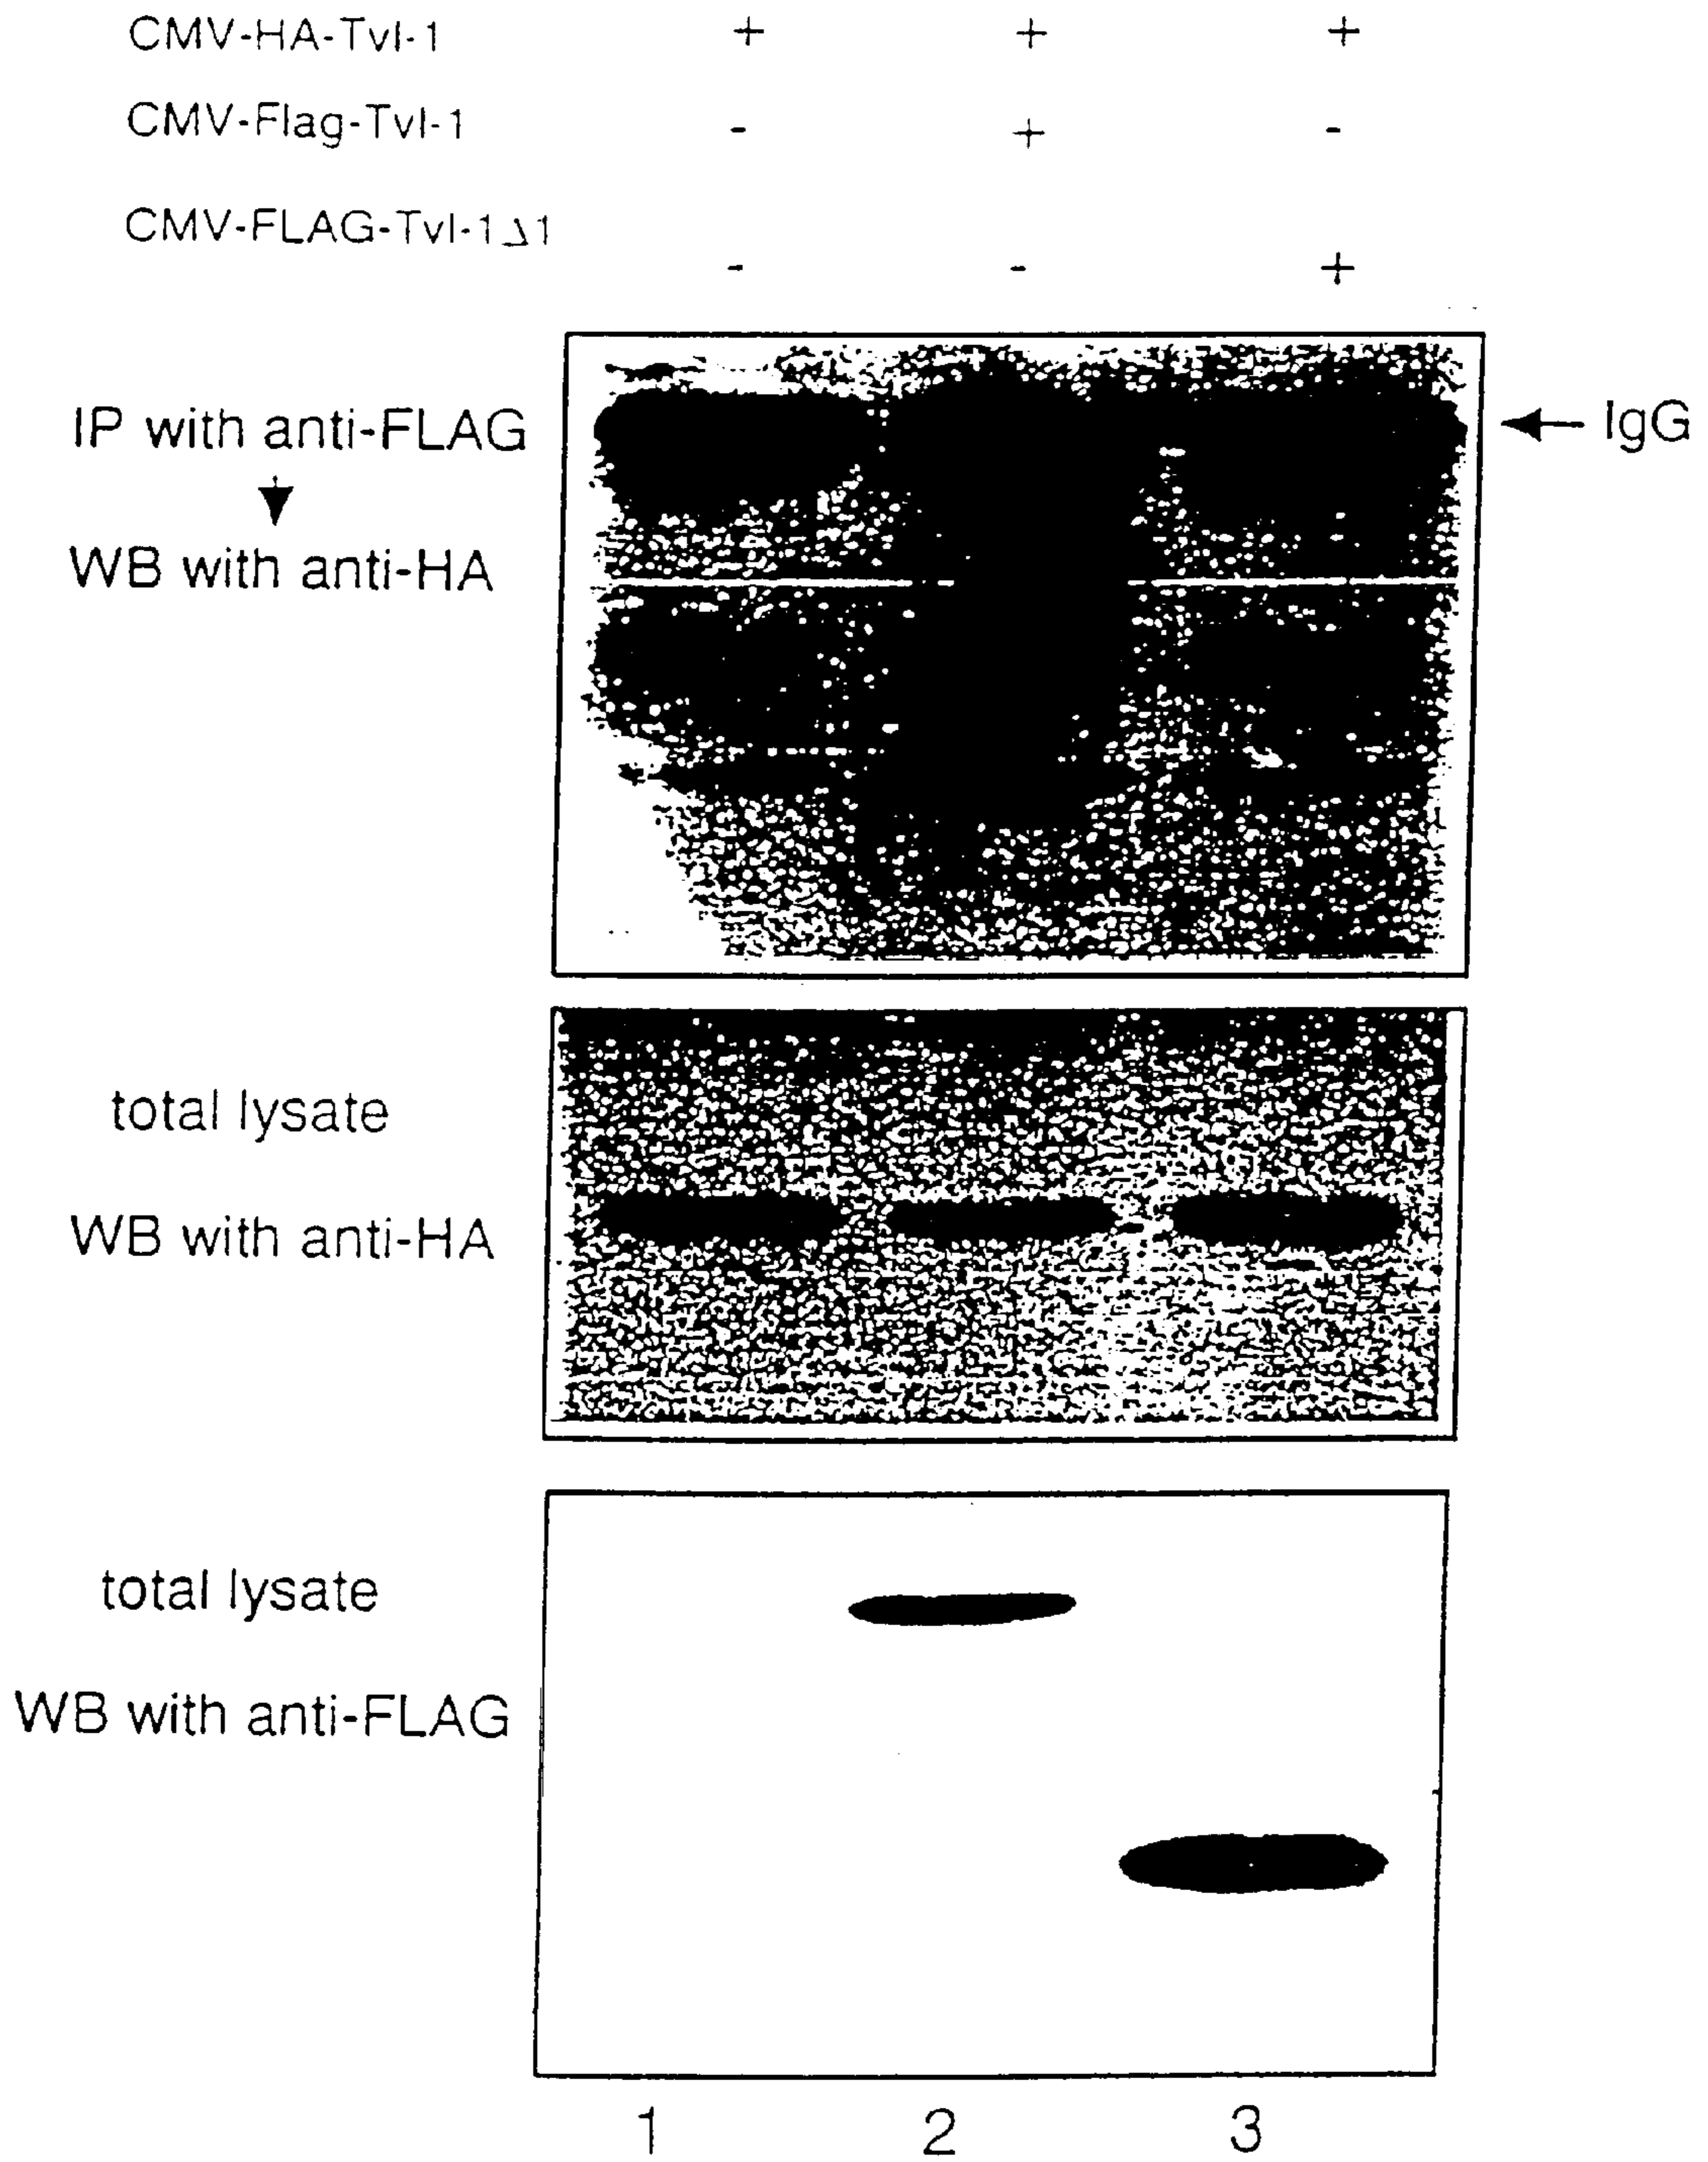 CMV-HA-Tvl-1 + + +
CMV-Flag-Tvl-1 - + -
CMV-FLAG-Tvl-1Δ1
- - +
IP with anti-FLAG
← IgG
WB with anti-HA
total lysate
WB with anti-HA
total lysate
WB with anti-FLAG
1 2 3